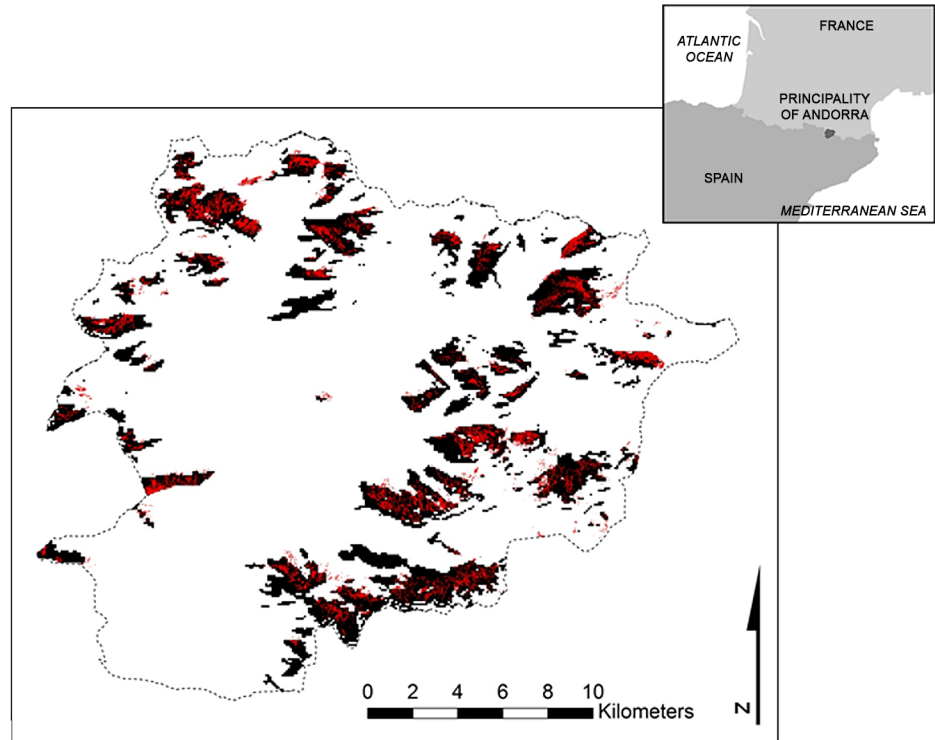 FRANCE
ATLANTIC
OCEAN
PRINCIPALITY
OF ANDORRA
SPAIN
MEDITERRANEAN SEA
0 2 4 6 8 10
Kilometers
N